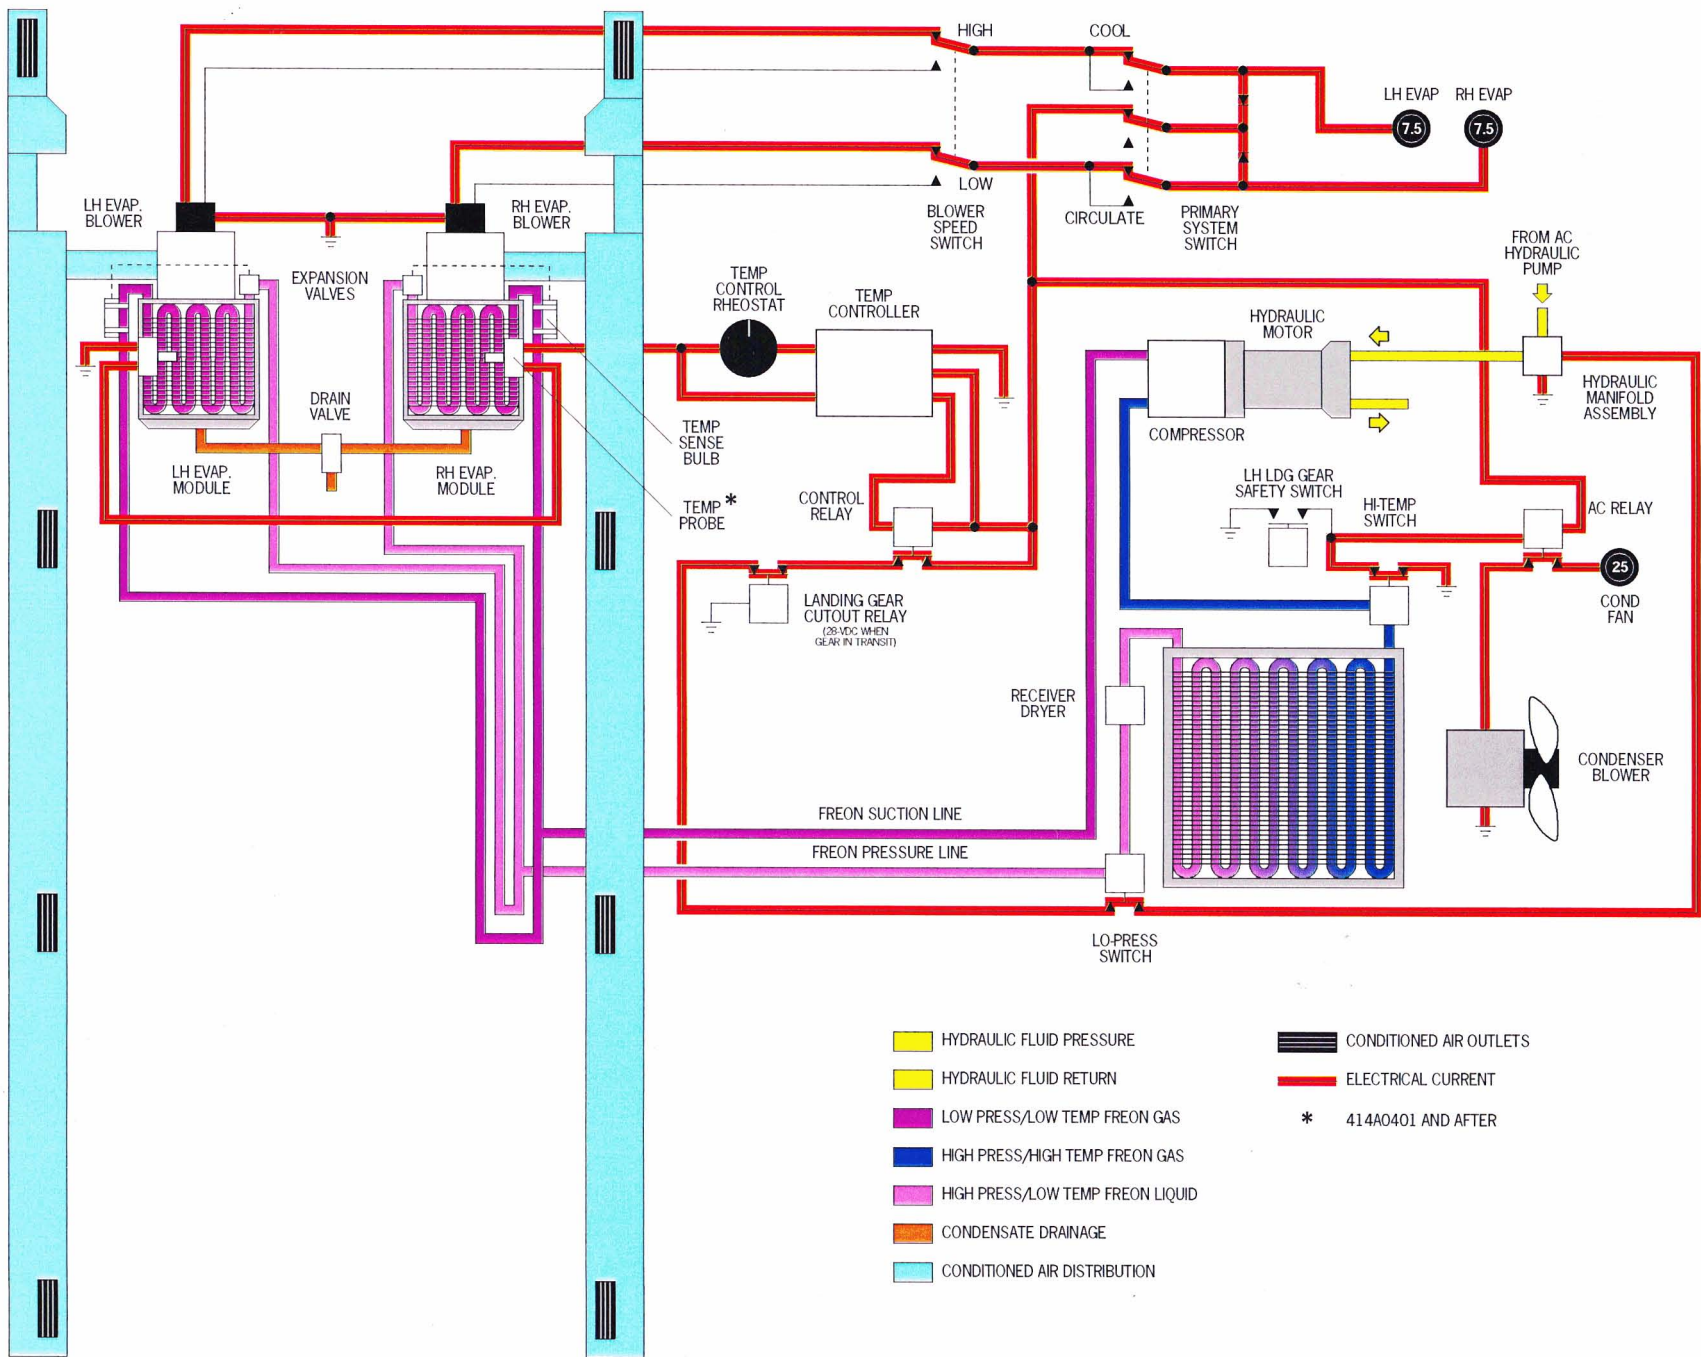 HIGH
COOL
LH EVAP
RH EVAP
7.5
7.5
LOW
BLOWER
SPEED
SWITCH
CIRCULATE
PRIMARY
SYSTEM
SWITCH
LH EVAP.
BLOWER
RH EVAP.
BLOWER
FROM AC
HYDRAULIC
PUMP
EXPANSION
VALVES
TEMP
CONTROL
RHEOSTAT
TEMP
CONTROLLER
HYDRAULIC
MOTOR
HYDRAULIC
MANIFOLD
ASSEMBLY
DRAIN
VALVE
TEMP
SENSE
BULB
COMPRESSOR
LH EVAP.
MODULE
RH EVAP.
MODULE
TEMP *
PROBE
CONTROL
RELAY
LH LDG GEAR
SAFETY SWITCH
HI-TEMP
SWITCH
AC RELAY
25
COND
FAN
LANDING GEAR
CUTOUT RELAY
(28-VDC WHEN
GEAR IN TRANSIT)
RECEIVER
DRYER
CONDENSER
BLOWER
FREON SUCTION LINE
FREON PRESSURE LINE
LO-PRESS
SWITCH
HYDRAULIC FLUID PRESSURE
HYDRAULIC FLUID RETURN
LOW PRESS/LOW TEMP FREON GAS
HIGH PRESS/HIGH TEMP FREON GAS
HIGH PRESS/LOW TEMP FREON LIQUID
CONDENSATE DRAINAGE
CONDITIONED AIR DISTRIBUTION
CONDITIONED AIR OUTLETS
ELECTRICAL CURRENT
* 414A0401 AND AFTER